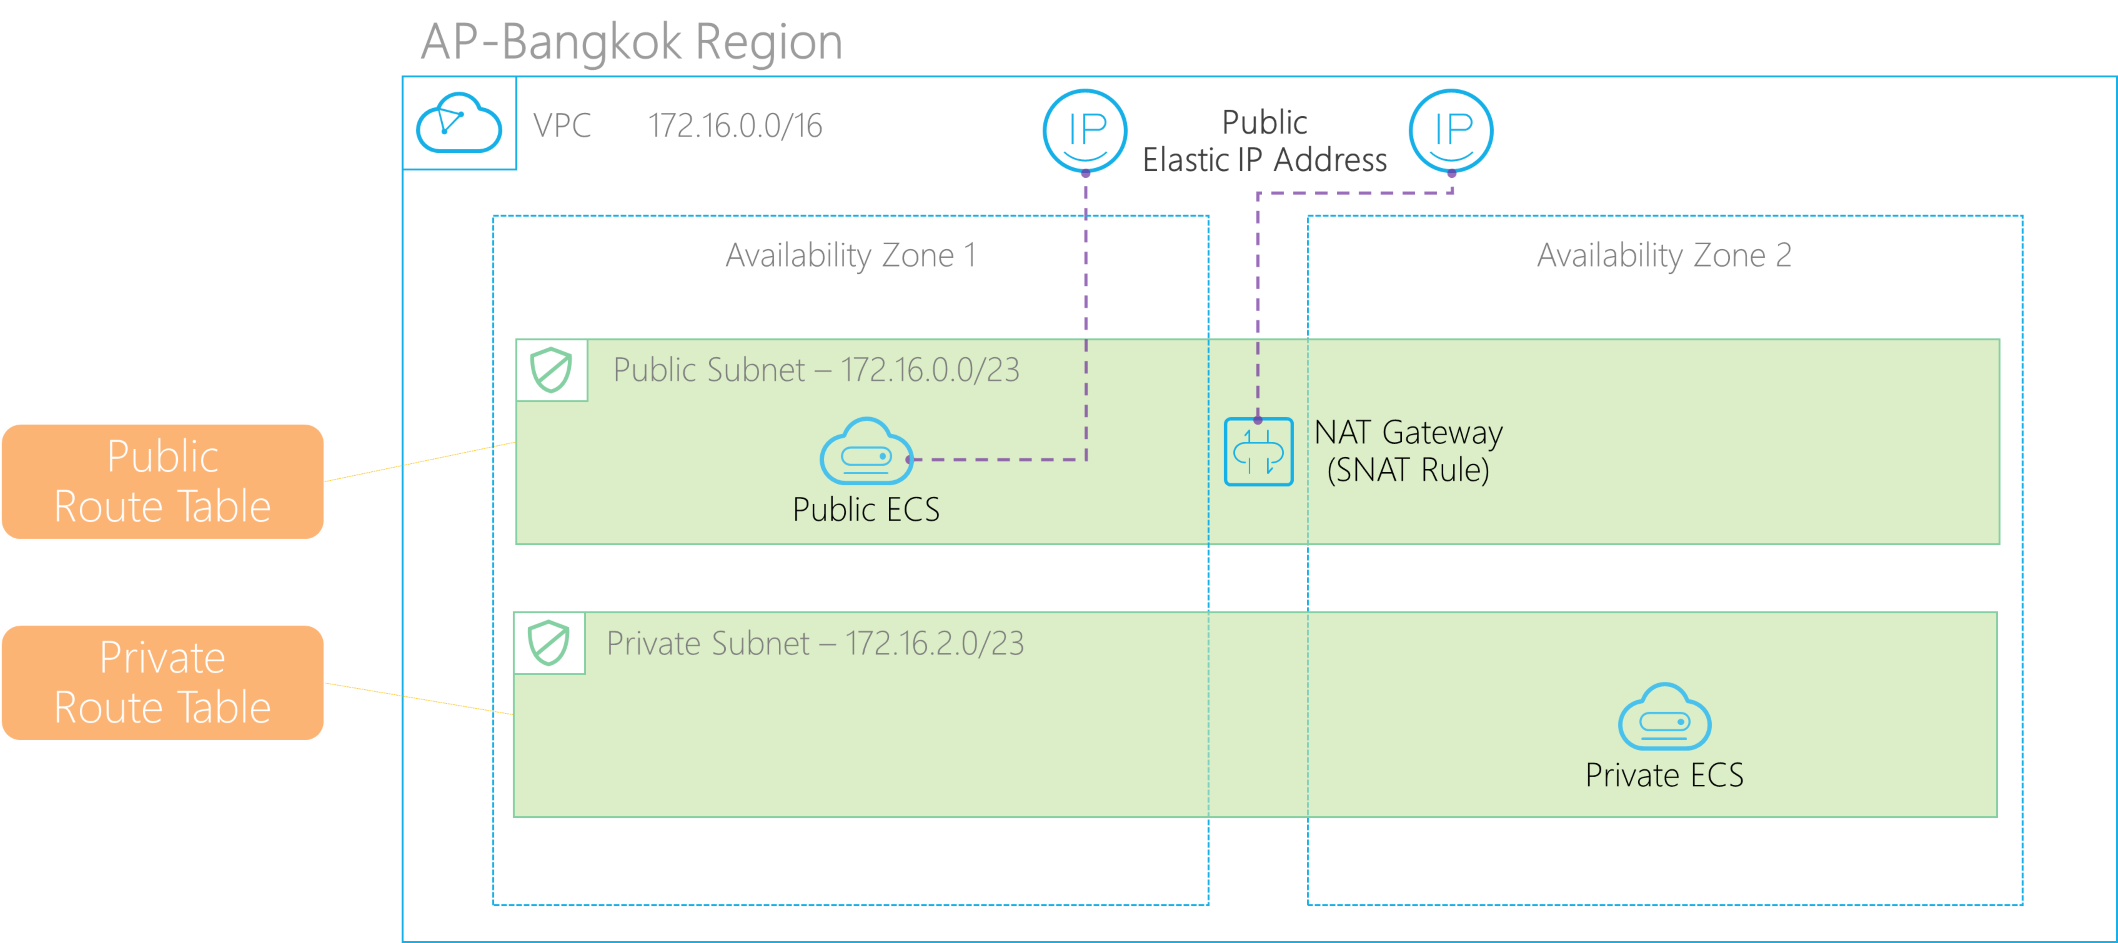 AP-Bangkok Region
VPC 172.16.0.0/16
IP
Public
Elastic IP Address
IP
Availability Zone 1
Availability Zone 2
Public Subnet – 172.16.0.0/23
Public
Route Table
NAT Gateway
(SNAT Rule)
Public ECS
Private Subnet – 172.16.2.0/23
Private
Route Table
Private ECS